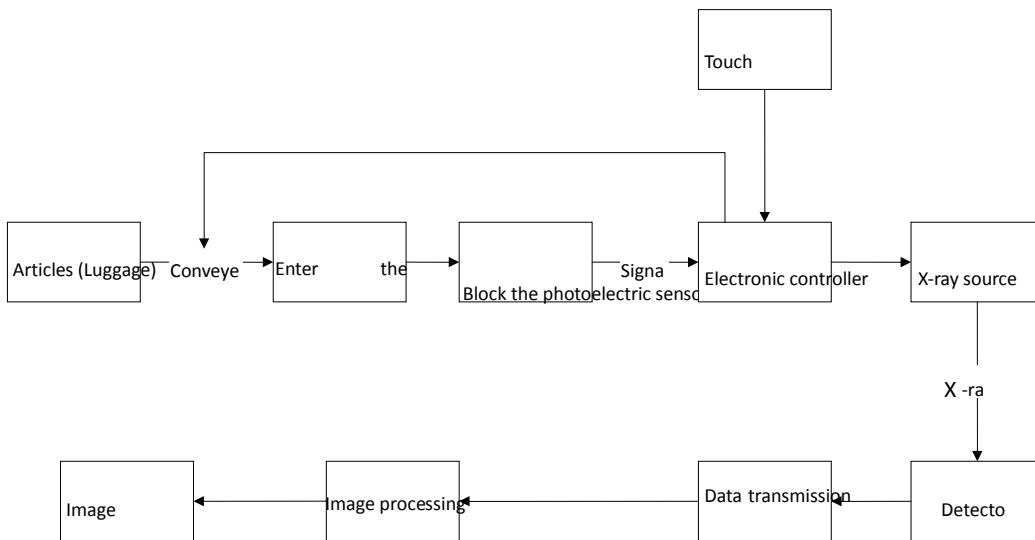 Touch
Articles (Luggage)
Conveye
Enter the
Block the photoelectric senso
Signa
Electronic controller
X-ray source
X -ra
Image
Image processing
Data transmission
Detecto